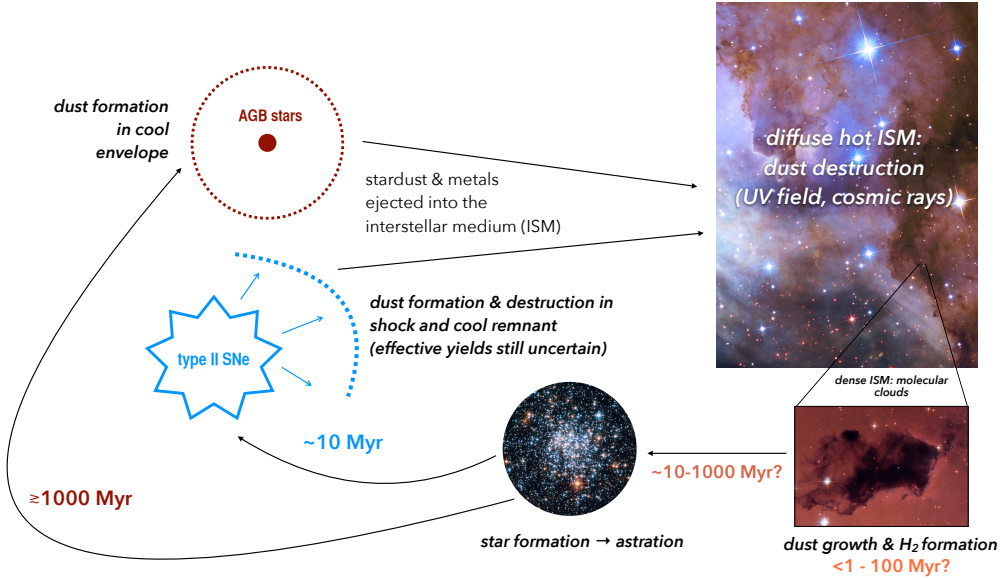 dust formation
in cool
envelope
AGB stars
stardust & metals
ejected into the
interstellar medium (ISM)
diffuse hot ISM:
dust destruction
(UV field, cosmic rays)
dust formation & destruction in
shock and cool remnant
(effective yields still uncertain)
type II SNe
~10 Myr
≳1000 Myr
dense ISM: molecular
clouds
~10-1000 Myr?
star formation → astration
dust growth & H₂ formation
<1 - 100 Myr?